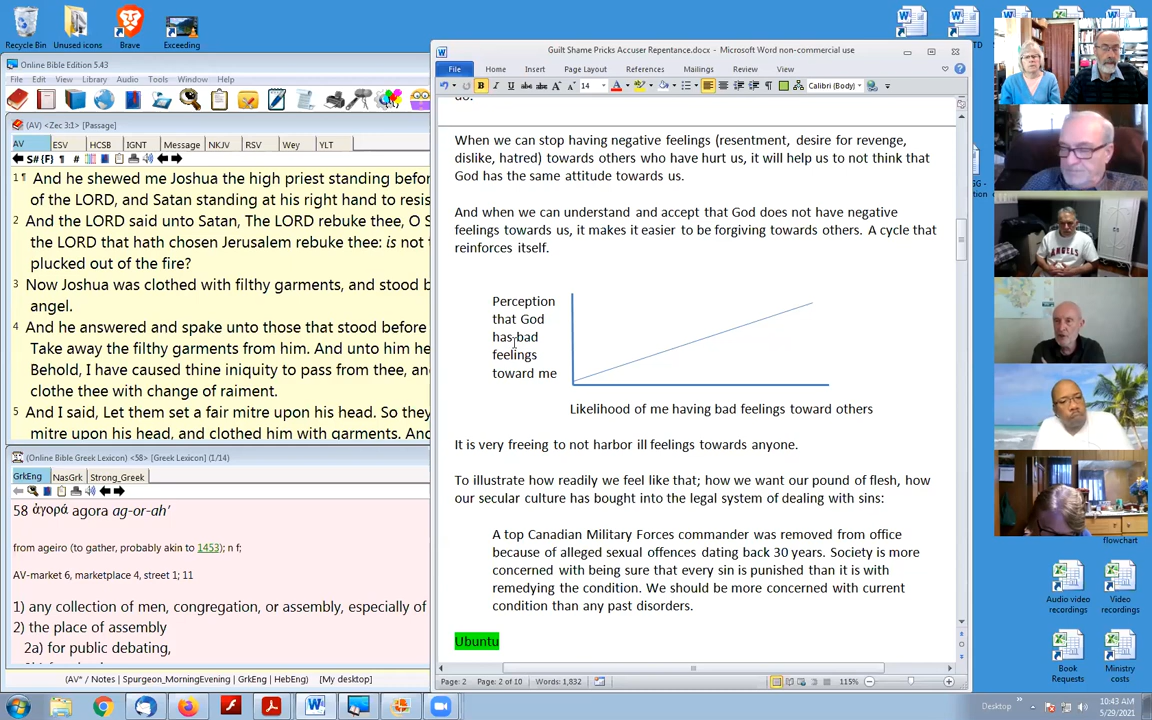 Recycle Bin
Unused icons
Brave
Exceeding
Online Bible Edition 5.43
File Edit View Library Audio Tools Window Help
(AV) <Zec 3:1> [Passage]
AV ESV HCSB IGNT Message NKJV RSV Wey YLT
S# {F} ¶ #
1 ¶ And he shewed me Joshua the high priest standing befor
of the LORD, and Satan standing at his right hand to resis
2 And the LORD said unto Satan, The LORD rebuke thee, O S
the LORD that hath chosen Jerusalem rebuke thee: is not t
plucked out of the fire?
3 Now Joshua was clothed with filthy garments, and stood b
angel.
4 And he answered and spake unto those that stood before
Take away the filthy garments from him. And unto him he
Behold, I have caused thine iniquity to pass from thee, an
clothe thee with change of raiment.
5 And I said, Let them set a fair mitre upon his head. So they
mitre upon his head, and clothed him with garments. And
(Online Bible Greek Lexicon) <58> [Greek Lexicon] (1/14)
GrkEng NasGrk Strong_Greek
58 ἀγορά agora ag-or-ah’
from ageiro (to gather, probably akin to 1453); n f;
AV-market 6, marketplace 4, street 1; 11
1) any collection of men, congregation, or assembly, especially of
2) the place of assembly
2a) for public debating,
(AV* / Notes | Spurgeon_MorningEvening | GrkEng | HebEng) [My desktop]
Guilt Shame Pricks Accuser Repentance.docx - Microsoft Word non-commercial use
File Home Insert Page Layout References Mailings Review View
B I U abc 14 Calibri (Body)
do.
When we can stop having negative feelings (resentment, desire for revenge,
dislike, hatred) towards others who have hurt us, it will help us to not think that
God has the same attitude towards us.
And when we can understand and accept that God does not have negative
feelings towards us, it makes it easier to be forgiving towards others. A cycle that
reinforces itself.
Perception
that God
has bad
feelings
toward me
Likelihood of me having bad feelings toward others
It is very freeing to not harbor ill feelings towards anyone.
To illustrate how readily we feel like that; how we want our pound of flesh, how
our secular culture has bought into the legal system of dealing with sins:
A top Canadian Military Forces commander was removed from office
because of alleged sexual offences dating back 30 years. Society is more
concerned with being sure that every sin is punished than it is with
remedying the condition. We should be more concerned with current
condition than any past disorders.
Ubuntu
Page: 2 Page: 2 of 10 Words: 1,832 115%
ANGELS
flowchart
Audio video
recordings
Video
recordings
Book
Requests
Ministry
costs
Desktop
10:43 AM
5/29/2021